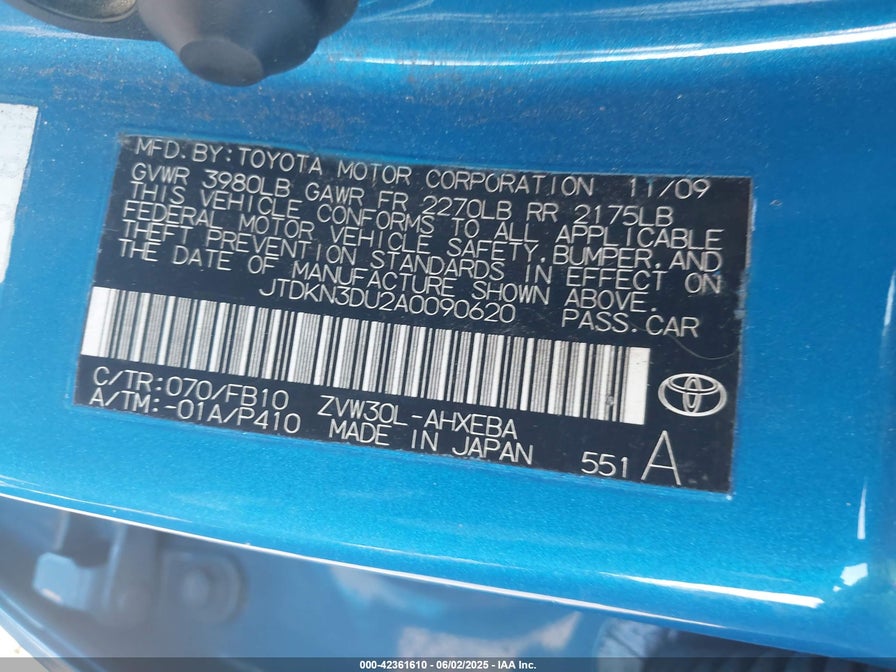 MFD. BY: TOYOTA MOTOR CORPORATION 11/09
GVWR 3980LB GAWR FR 2270LB RR 2175LB
THIS VEHICLE CONFORMS TO ALL APPLICABLE
FEDERAL MOTOR VEHICLE SAFETY, BUMPER, AND
THEFT PREVENTION STANDARDS IN EFFECT ON
THE DATE OF MANUFACTURE SHOWN ABOVE.
JTDKN3DU2A0090620 PASS. CAR
C/TR: 070/FB10 ZVW30L-AHXEBA
A/TM: -01A/P410 MADE IN JAPAN
551 A
000-42361610 | 06/02/2025 | IAA Inc.